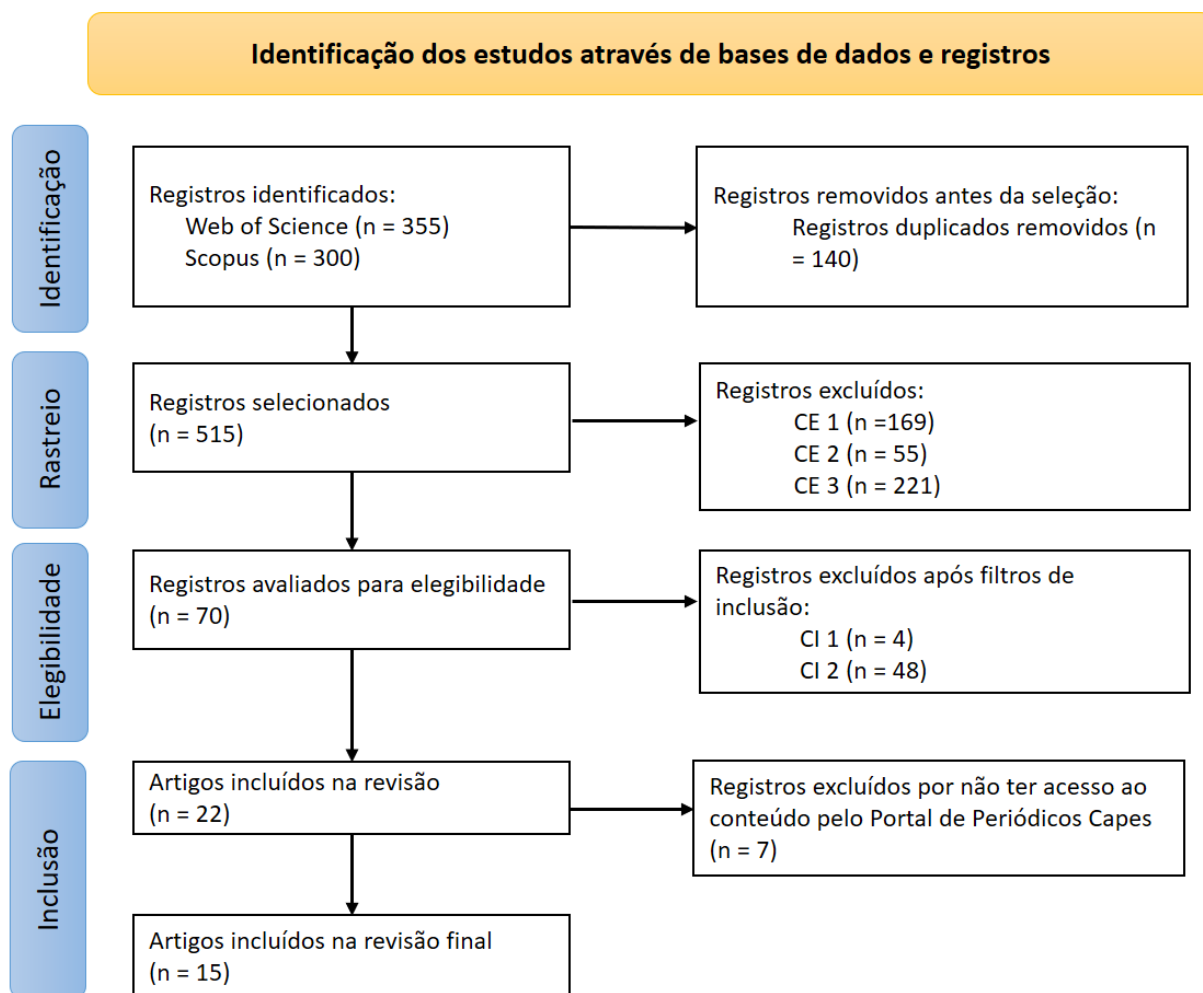 Identificação dos estudos através de bases de dados e registros
Identificação
Registros identificados:
Web of Science (n = 355)
Scopus (n = 300)
Registros removidos antes da seleção:
Registros duplicados removidos (n
= 140)
Rastreio
Registros selecionados
(n = 515)
Registros excluídos:
CE 1 (n =169)
CE 2 (n = 55)
CE 3 (n = 221)
Elegibilidade
Registros avaliados para elegibilidade
(n = 70)
Registros excluídos após filtros de
inclusão:
CI 1 (n = 4)
CI 2 (n = 48)
Inclusão
Artigos incluídos na revisão
(n = 22)
Registros excluídos por não ter acesso ao
conteúdo pelo Portal de Periódicos Capes
(n = 7)
Artigos incluídos na revisão final
(n = 15)